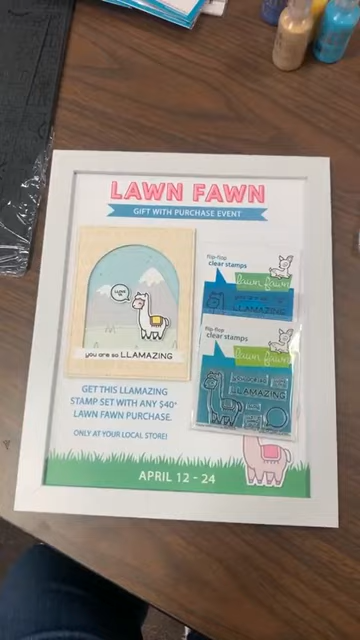 LAWN FAWN
GIFT WITH PURCHASE EVENT
you are so LLAMAZING
flip-flop
clear stamps
lawn fawn
LLAMAZING
flip-flop
clear stamps
lawn fawn
LLAMAZING
GET THIS LLAMAZING
STAMP SET WITH ANY $40*
LAWN FAWN PURCHASE.
ONLY AT YOUR LOCAL STORE!
APRIL 12 - 24